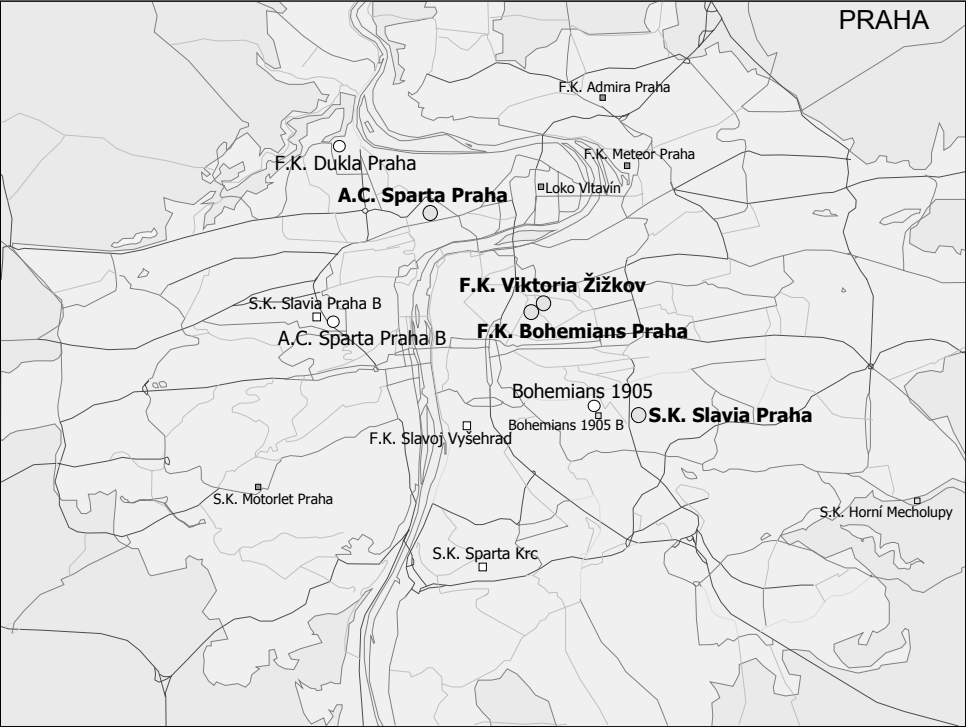 PRAHA
F.K. Admira Praha
F.K. Dukla Praha
F.K. Meteor Praha
A.C. Sparta Praha
Loko Vltavín
F.K. Viktoria Žižkov
S.K. Slavia Praha B
F.K. Bohemians Praha
A.C. Sparta Praha B
Bohemians 1905
S.K. Slavia Praha
Bohemians 1905 B
F.K. Slavoj Vyšehrad
S.K. Motorlet Praha
S.K. Horní Mecholupy
S.K. Sparta Krc